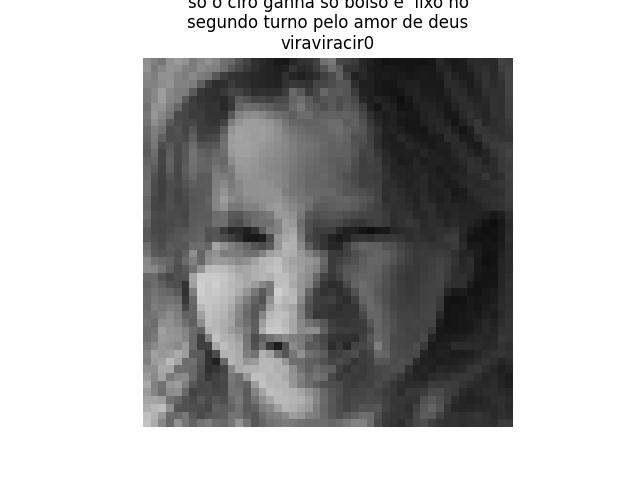 so o ciro ganha so bolso e  lixo no
segundo turno pelo amor de deus
viraviracir0